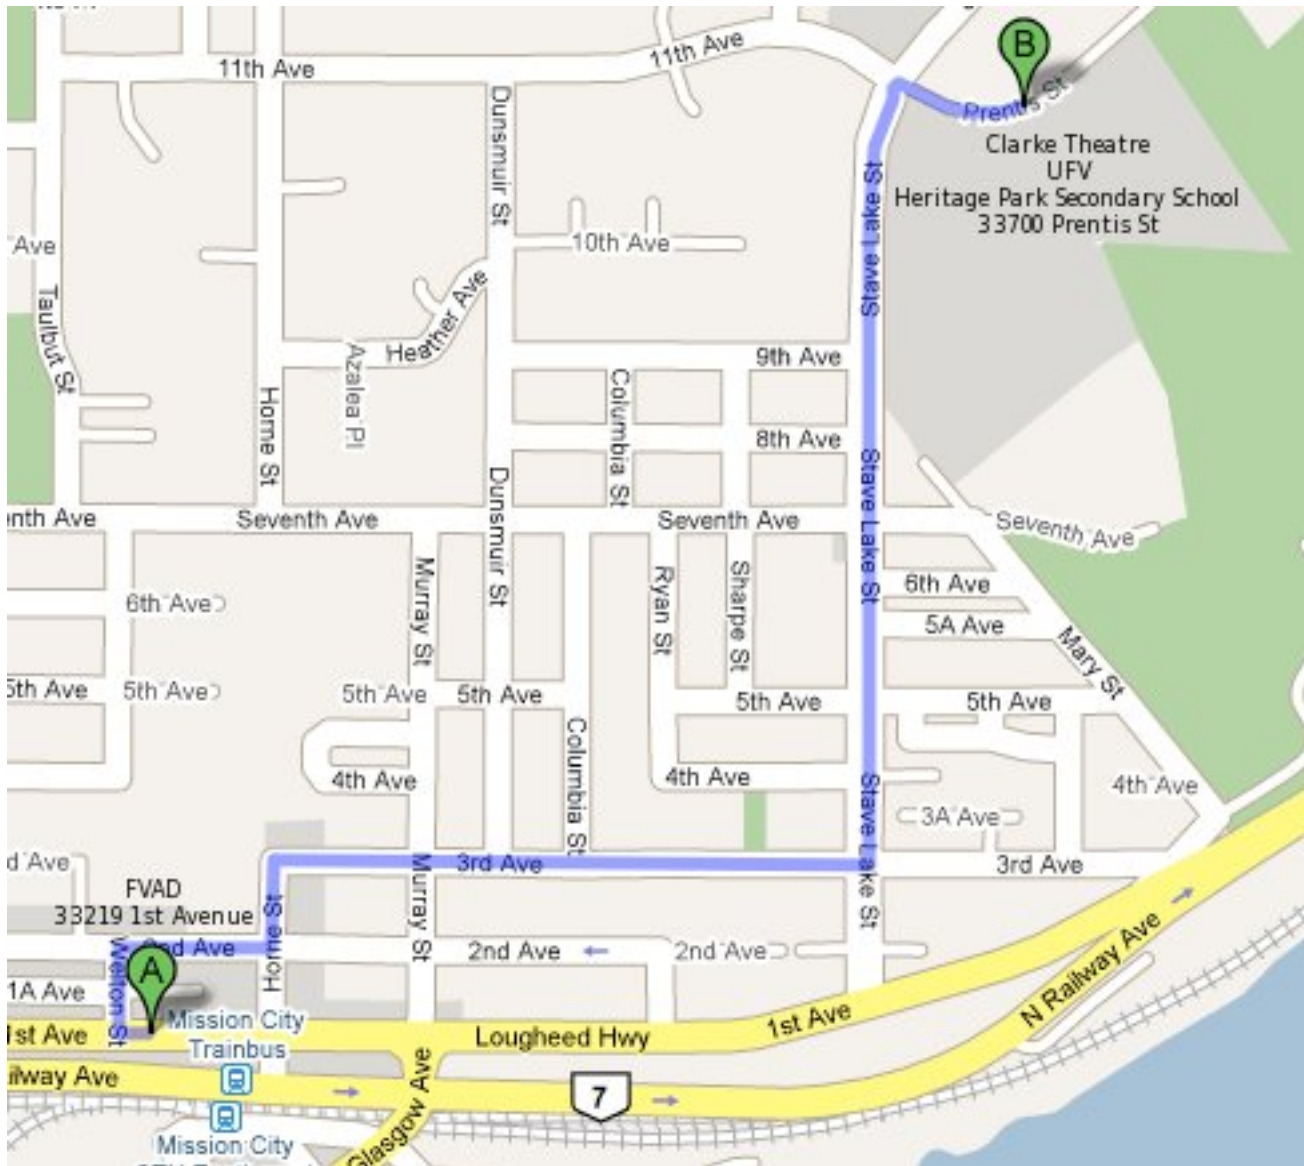 11th Ave
11th Ave
B
Prentis St
Clarke Theatre
UFV
Heritage Park Secondary School
33700 Prentis St
Dunsmuir St
Stave Lake St
Ave
10th Ave
Taulbut St
Heather Ave
Azalea Pl
9th Ave
Columbia St
Horne St
8th Ave
Stave Lake St
Dunsmuir St
nth Ave
Seventh Ave
Seventh Ave
Seventh Ave
Murray St
Ryan St
Sharpe St
6th Ave
6th Ave
5A Ave
Mary St
5th Ave
5th Ave
5th Ave
5th Ave
5th Ave
5th Ave
Columbia St
4th Ave
4th Ave
4th Ave
Stave Lake St
3A Ave
d Ave
3rd Ave
3rd Ave
FVAD
33219 1st Avenue
Murray St
Horne St
2nd Ave
2nd Ave
2nd Ave
Welton St
A
1A Ave
N Railway Ave
1st Ave
Mission City
Trainbus
Lougheed Hwy
1st Ave
ilway Ave
7
Glasgow Ave
Mission City